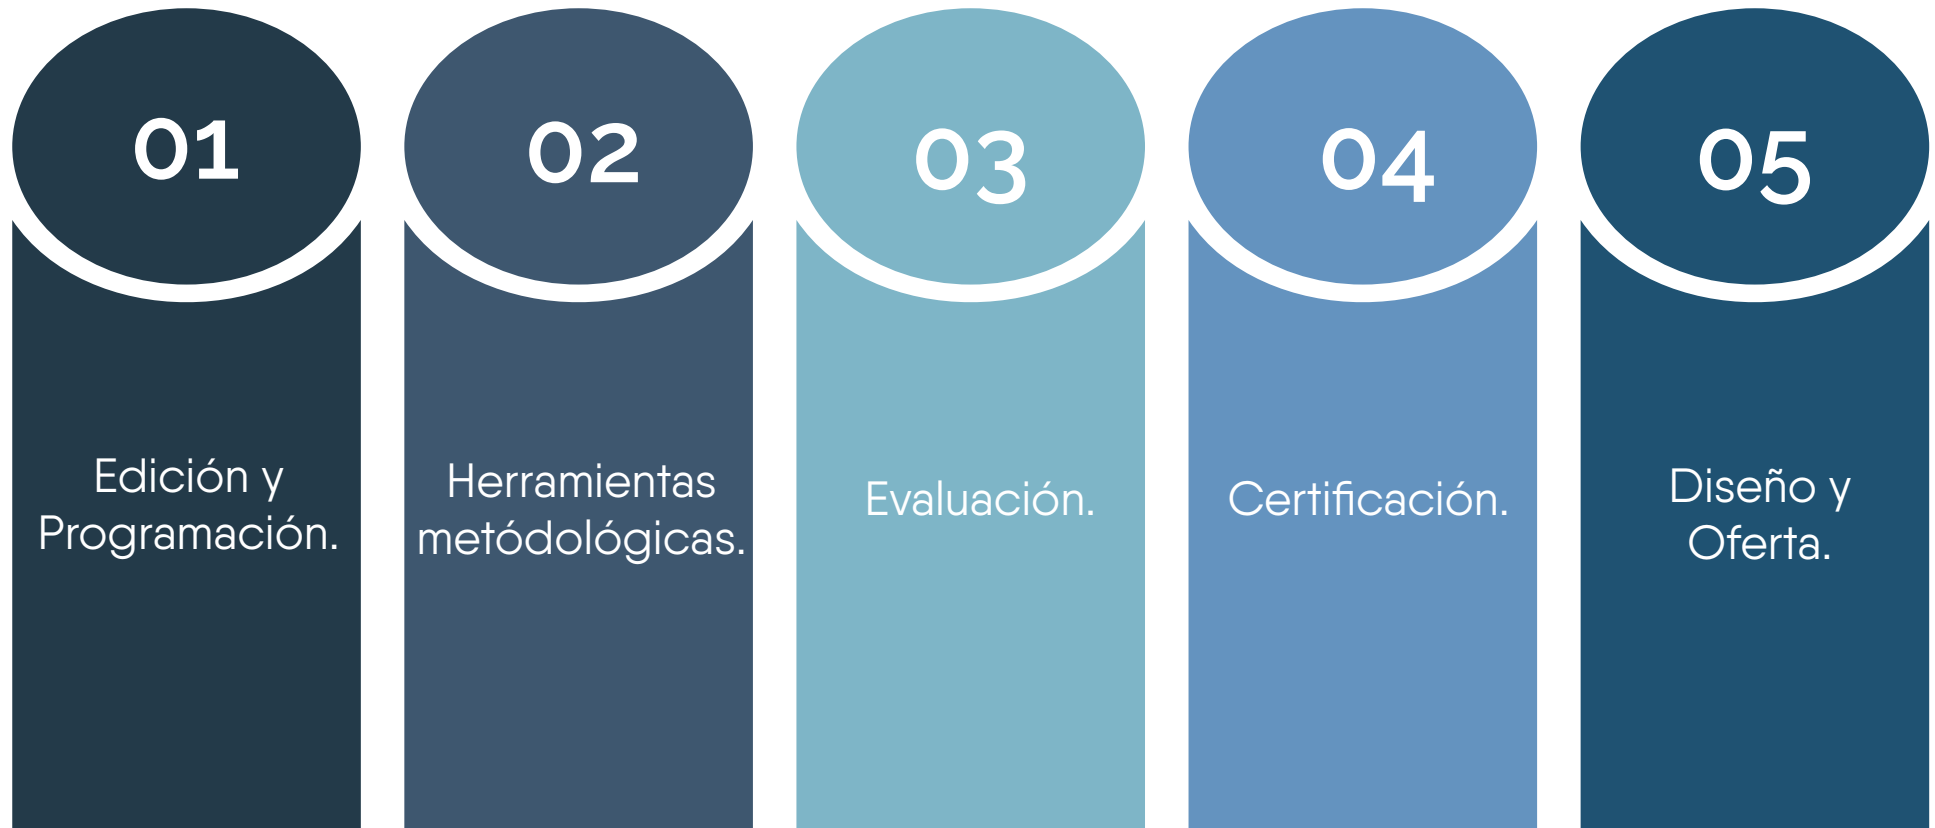 01
Edición y
Programación.
02
Herramientas
metódológicas.
03
Evaluación.
04
Certificación.
05
Diseño y
Oferta.